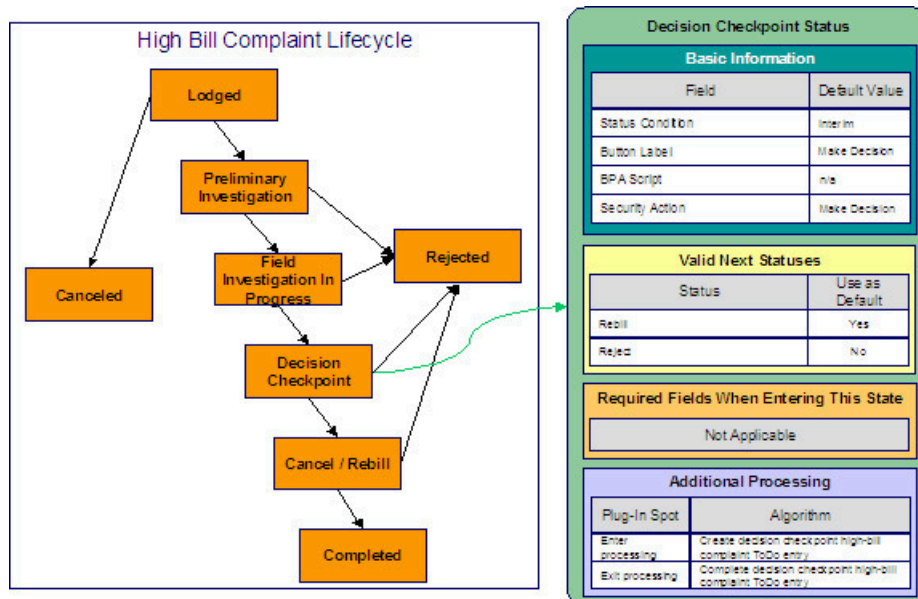 High Bill Complaint Lifecycle
Lodged
Preliminary
Investigation
Field
Investigation In
Progress
Rejected
Canceled
Decision
Checkpoint
Cancel / Rebill
Completed
Decision Checkpoint Status
Basic Information
Field Default Value
Status Condition Interim
Button Label Make Decision
BPA Script n/a
Security Action Make Decision
Valid Next Statuses
Status Use as
Default
Rebill Yes
Reject No
Required Fields When Entering This State
Not Applicable
Additional Processing
Plug-In Spot Algorithm
Enter
processing
Create decision checkpoint high-bill
complaint ToDo entry
Exit processing
Complete decision checkpoint high-bill
complaint ToDo entry